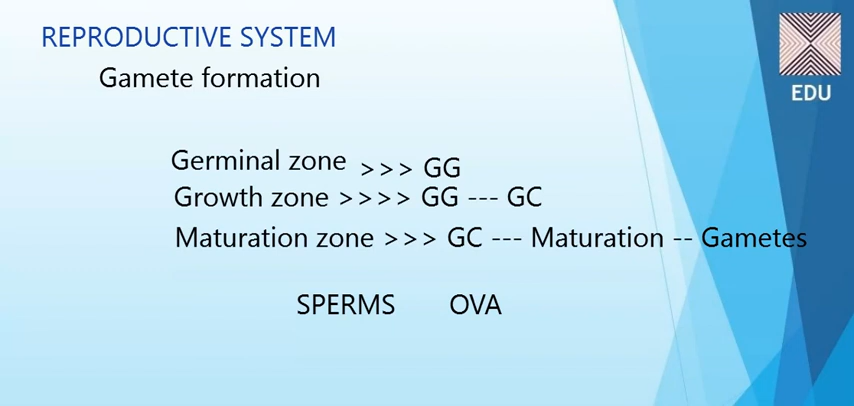 REPRODUCTIVE SYSTEM
EDU
Gamete formation
Germinal zone >>> GG
Growth zone >>>> GG --- GC
Maturation zone >>> GC --- Maturation -- Gametes
SPERMS OVA